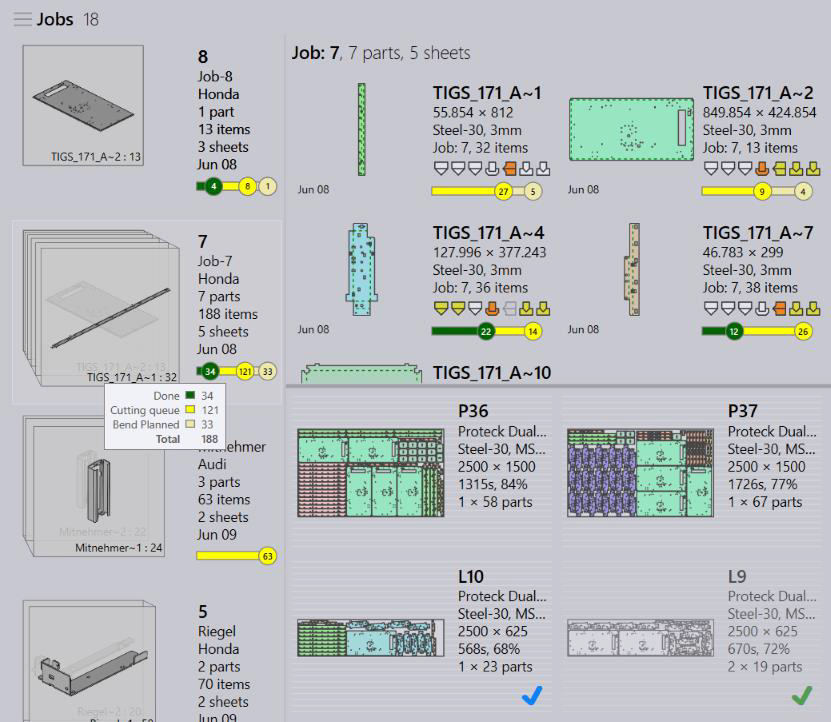 Jobs 18
TIGS_171_A~2 : 13
8
Job-8
Honda
1 part
13 items
3 sheets
Jun 08
4 8 1
TIGS_171_A~2 : 13
TIGS_171_A~1 : 32
7
Job-7
Honda
7 parts
188 items
5 sheets
Jun 08
34 121 33
Done 34
Cutting queue 121
Bend Planned 33
Total 188
Mitnehmer~2 : 22
Mitnehmer~1 : 24
Mitnehmer
Audi
3 parts
63 items
2 sheets
Jun 09
63
Riegel~2 : 20
5
Riegel
Honda
2 parts
70 items
2 sheets
Jun 09
Job: 7, 7 parts, 5 sheets
Jun 08
TIGS_171_A~1
55.854 × 812
Steel-30, 3mm
Job: 7, 32 items
27 5
Jun 08
TIGS_171_A~2
849.854 × 424.854
Steel-30, 3mm
Job: 7, 13 items
9 4
Jun 08
TIGS_171_A~4
127.996 × 377.243
Steel-30, 3mm
Job: 7, 36 items
22 14
Jun 08
TIGS_171_A~7
46.783 × 299
Steel-30, 3mm
Job: 7, 38 items
12 26
TIGS_171_A~10
P36
Proteck Dual...
Steel-30, MS...
2500 × 1500
1315s, 84%
1 × 58 parts
P37
Proteck Dual...
Steel-30, MS...
2500 × 1500
1726s, 77%
1 × 67 parts
L10
Proteck Dual...
Steel-30, MS...
2500 × 625
568s, 68%
1 × 23 parts
L9
Proteck Dual...
Steel-30, MS...
2500 × 625
670s, 72%
2 × 19 parts